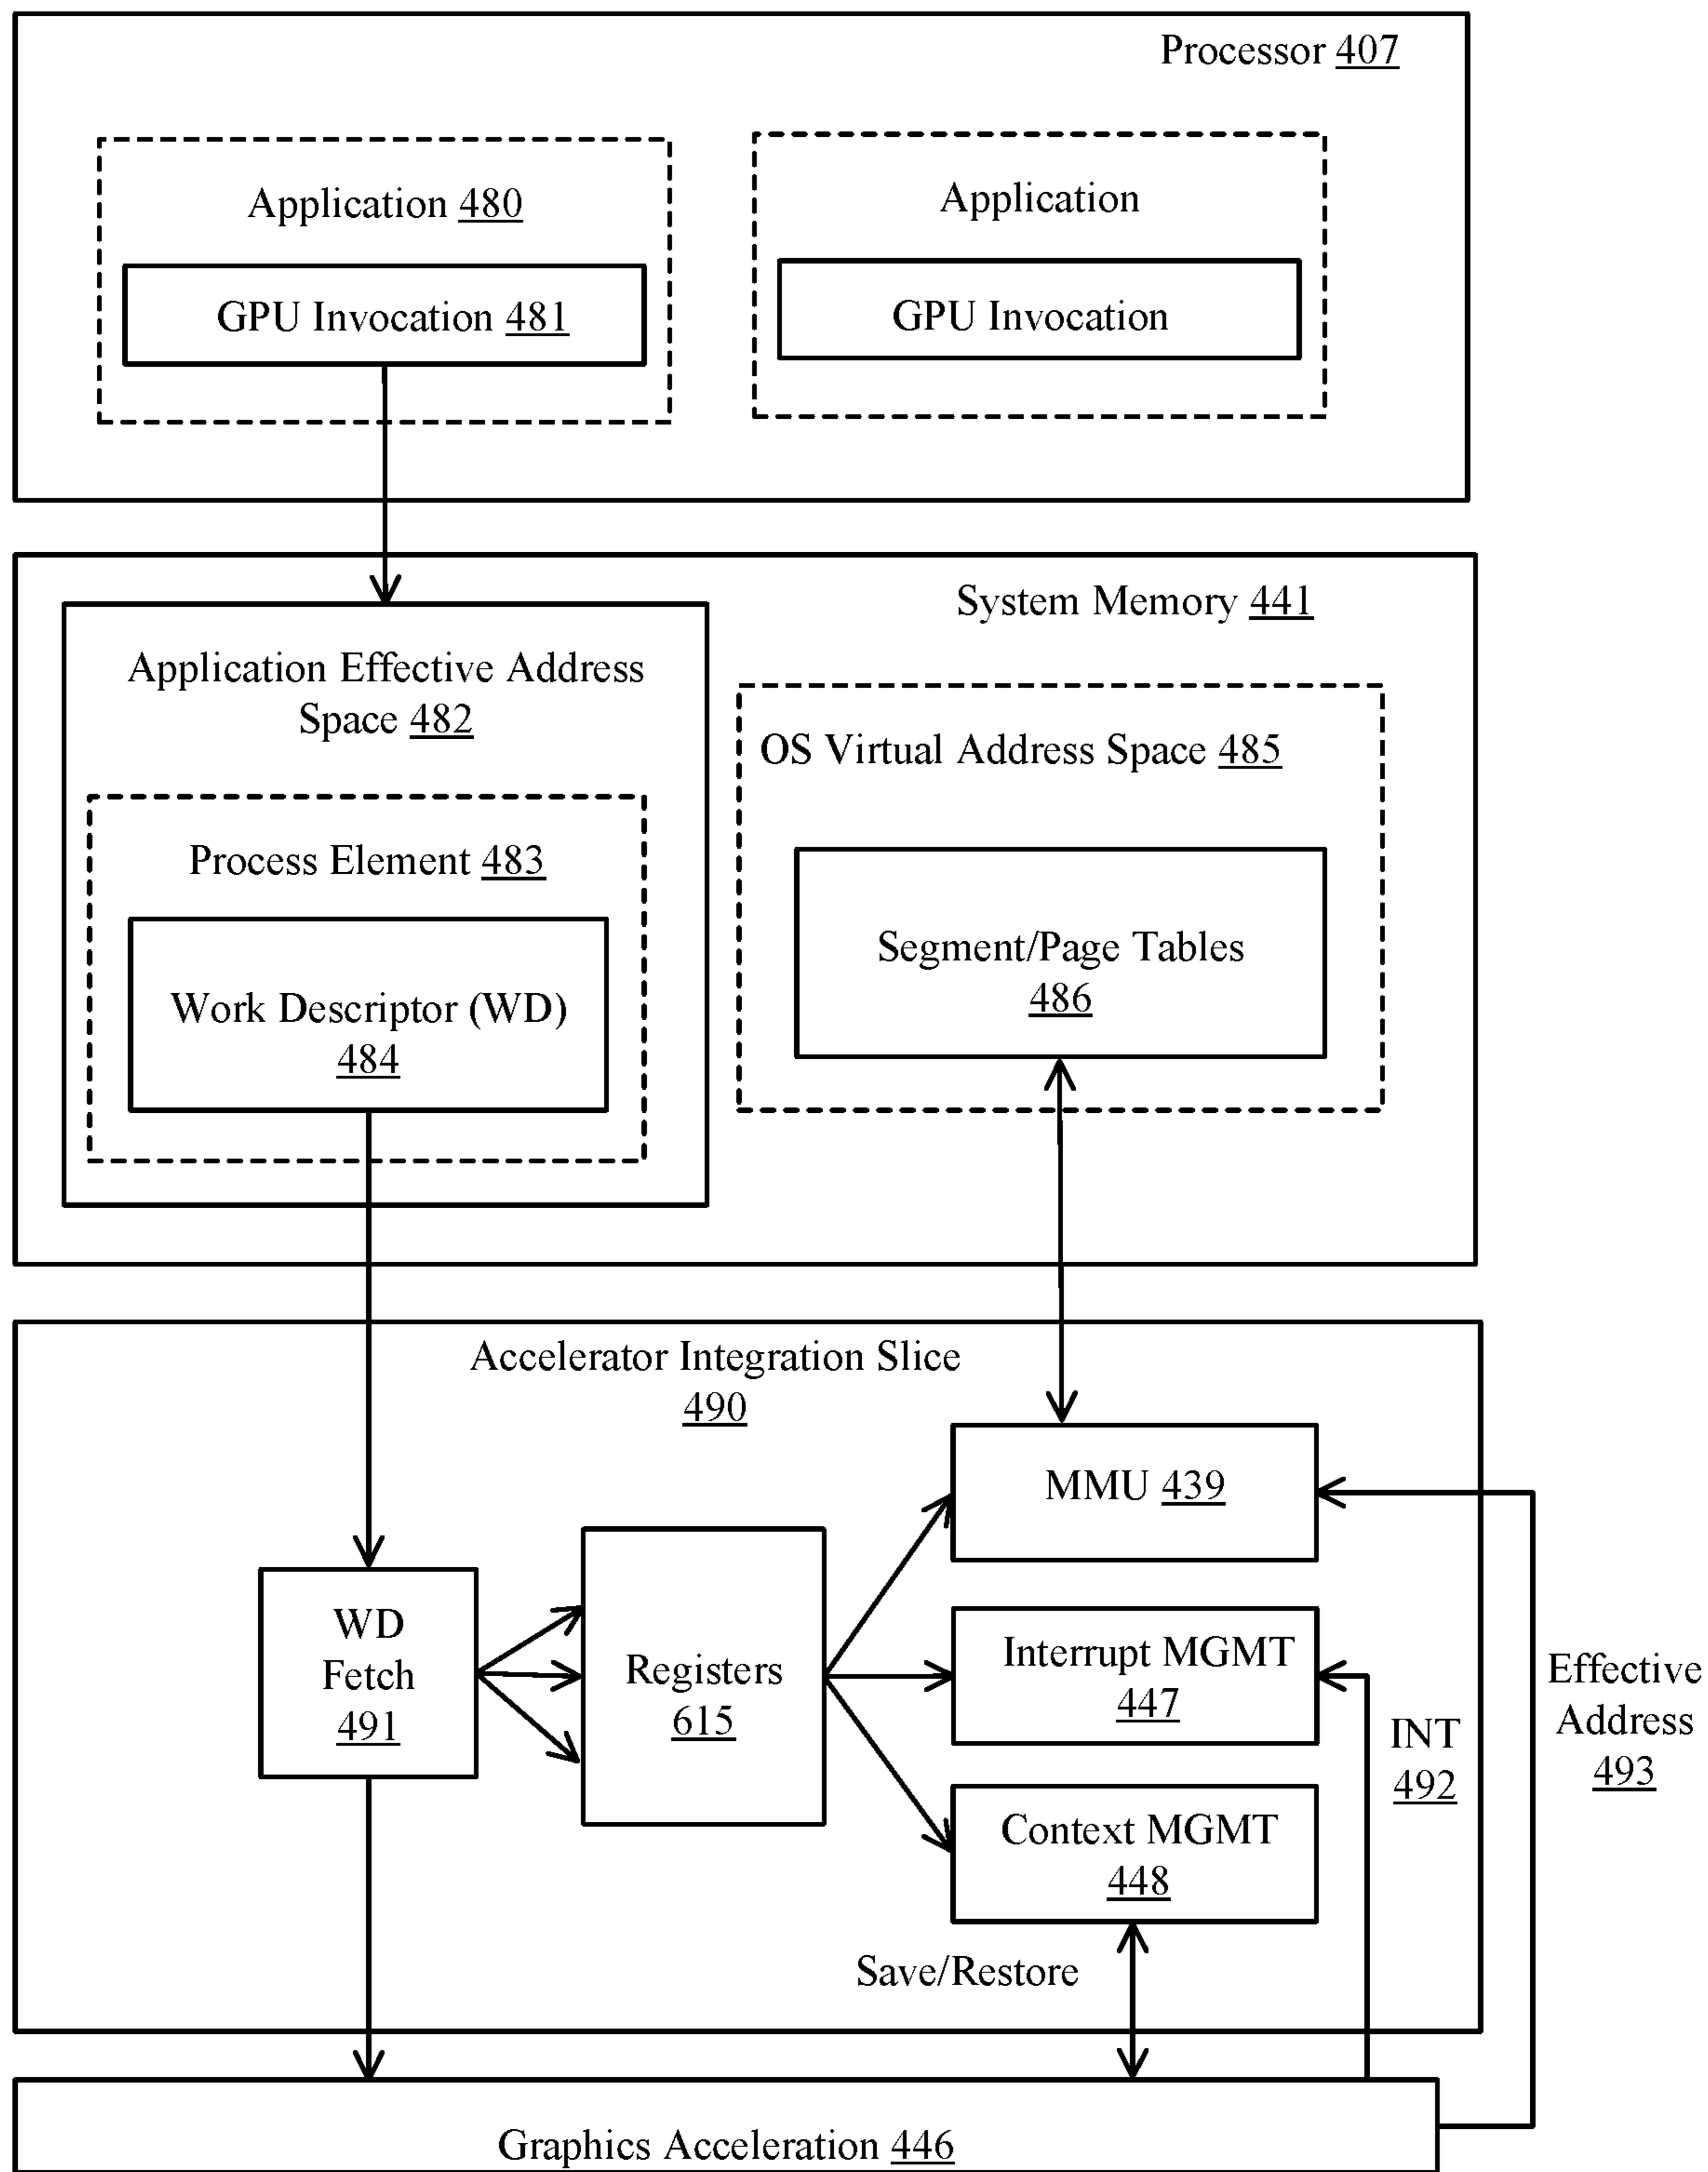 Processor 407
Application 480
Application
GPU Invocation 481
GPU Invocation
System Memory 441
Application Effective Address
Space 482
OS Virtual Address Space 485
Process Element 483
Segment/Page Tables
486
Work Descriptor (WD)
484
Accelerator Integration Slice
490
MMU 439
WD
Fetch
491
Registers
615
Interrupt MGMT
447
Effective
Address
493
INT
492
Context MGMT
448
Save/Restore
Graphics Acceleration 446